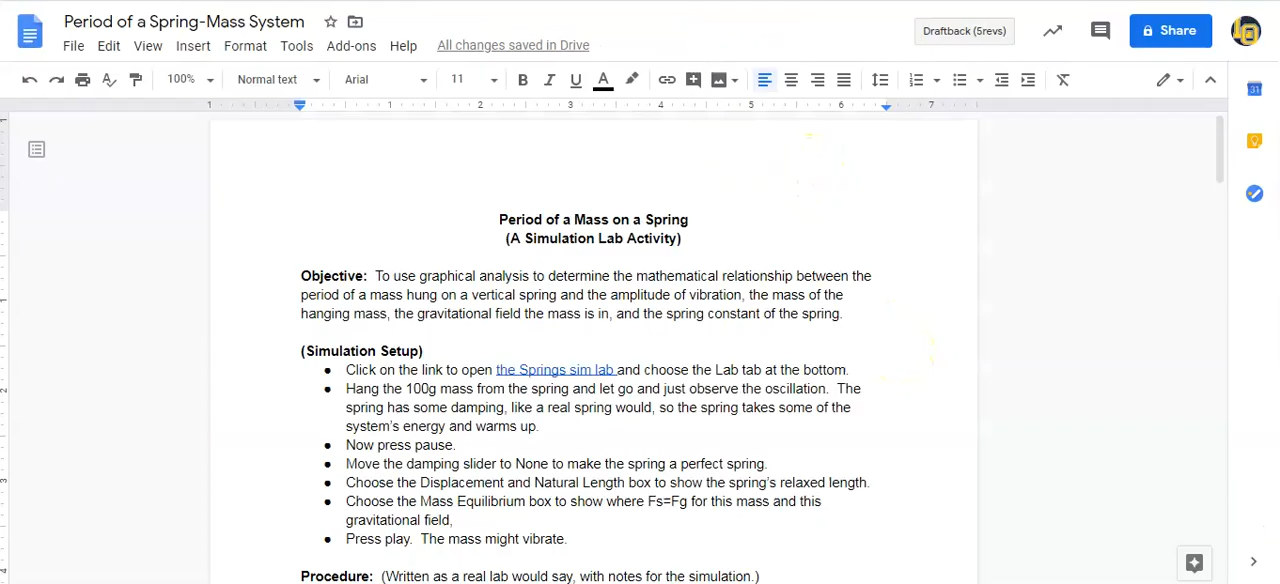 Period of a Spring-Mass System
File Edit View Insert Format Tools Add-ons Help All changes saved in Drive
Draftback (5revs)
Share
100% Normal text Arial 11 B I U A
1 1 2 3 4 5 6 7
31
Period of a Mass on a Spring
(A Simulation Lab Activity)
Objective: To use graphical analysis to determine the mathematical relationship between the
period of a mass hung on a vertical spring and the amplitude of vibration, the mass of the
hanging mass, the gravitational field the mass is in, and the spring constant of the spring.
(Simulation Setup)
● Click on the link to open the Springs sim lab and choose the Lab tab at the bottom.
● Hang the 100g mass from the spring and let go and just observe the oscillation. The
spring has some damping, like a real spring would, so the spring takes some of the
system's energy and warms up.
● Now press pause.
● Move the damping slider to None to make the spring a perfect spring.
● Choose the Displacement and Natural Length box to show the spring's relaxed length.
● Choose the Mass Equilibrium box to show where Fs=Fg for this mass and this
gravitational field,
● Press play. The mass might vibrate.
Procedure: (Written as a real lab would say, with notes for the simulation.)